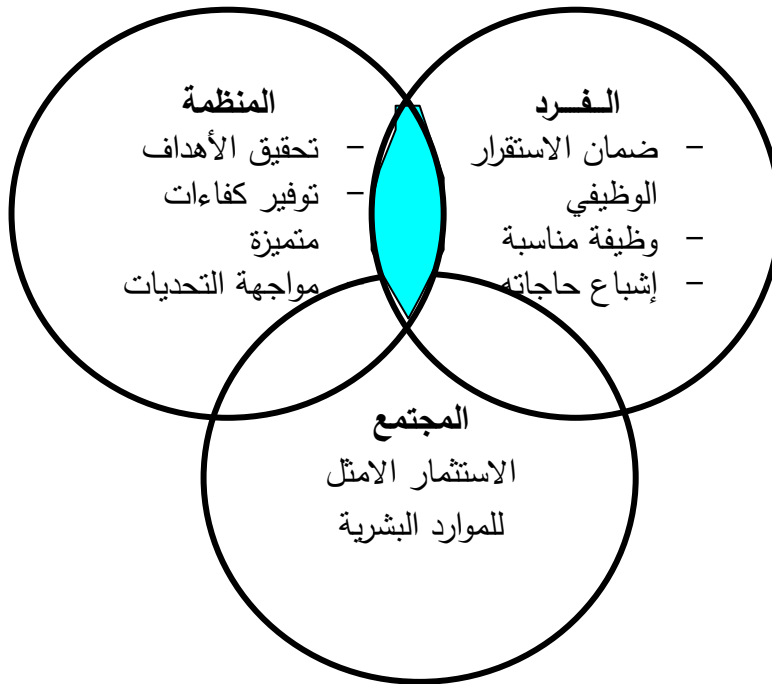 الـفـــرد
– ضمان الاستقرار
الوظيفي
– وظيفة مناسبة
– إشباع حاجاته
المنظمة
– تحقيق الأهداف
– توفير كفاءات
متميزة
مواجهة التحديات
المجتمع
الاستثمار الامثل
للموارد البشرية